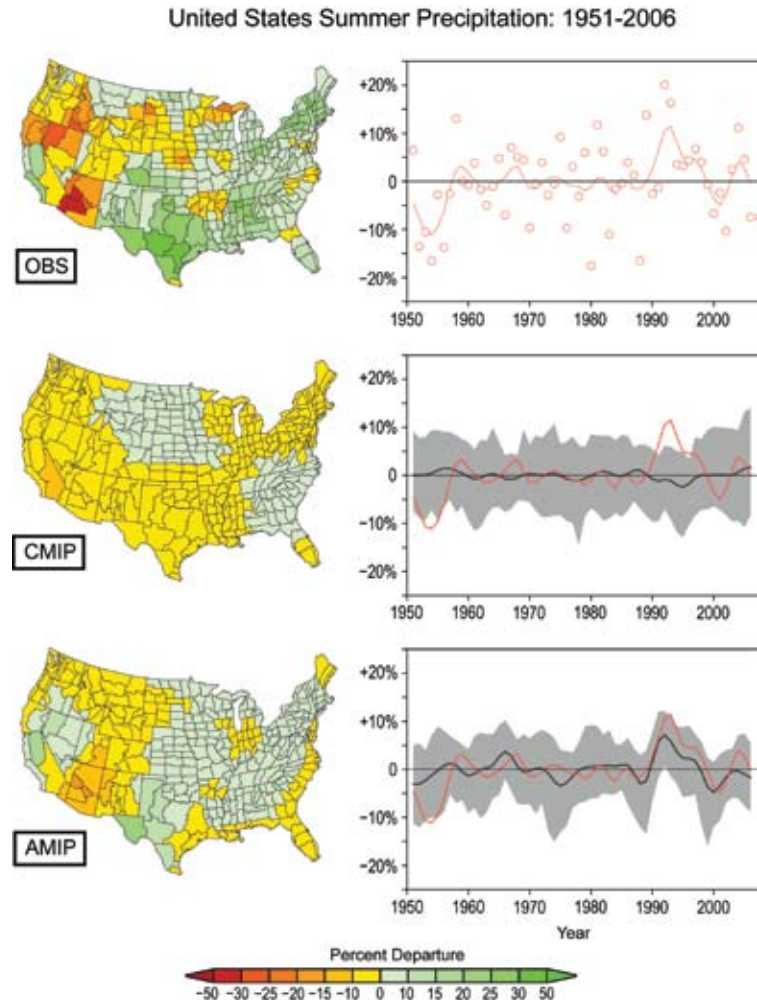 United States Summer Precipitation: 1951-2006
OBS
+20%
+10%
0
−10%
−20%
1950 1960 1970 1980 1990 2000
CMIP
+20%
+10%
0
−10%
−20%
1950 1960 1970 1980 1990 2000
AMIP
+20%
+10%
0
−10%
−20%
1950 1960 1970 1980 1990 2000
Year
Percent Departure
−50 −30 −25 −20 −15 −10 0 10 15 20 25 30 50